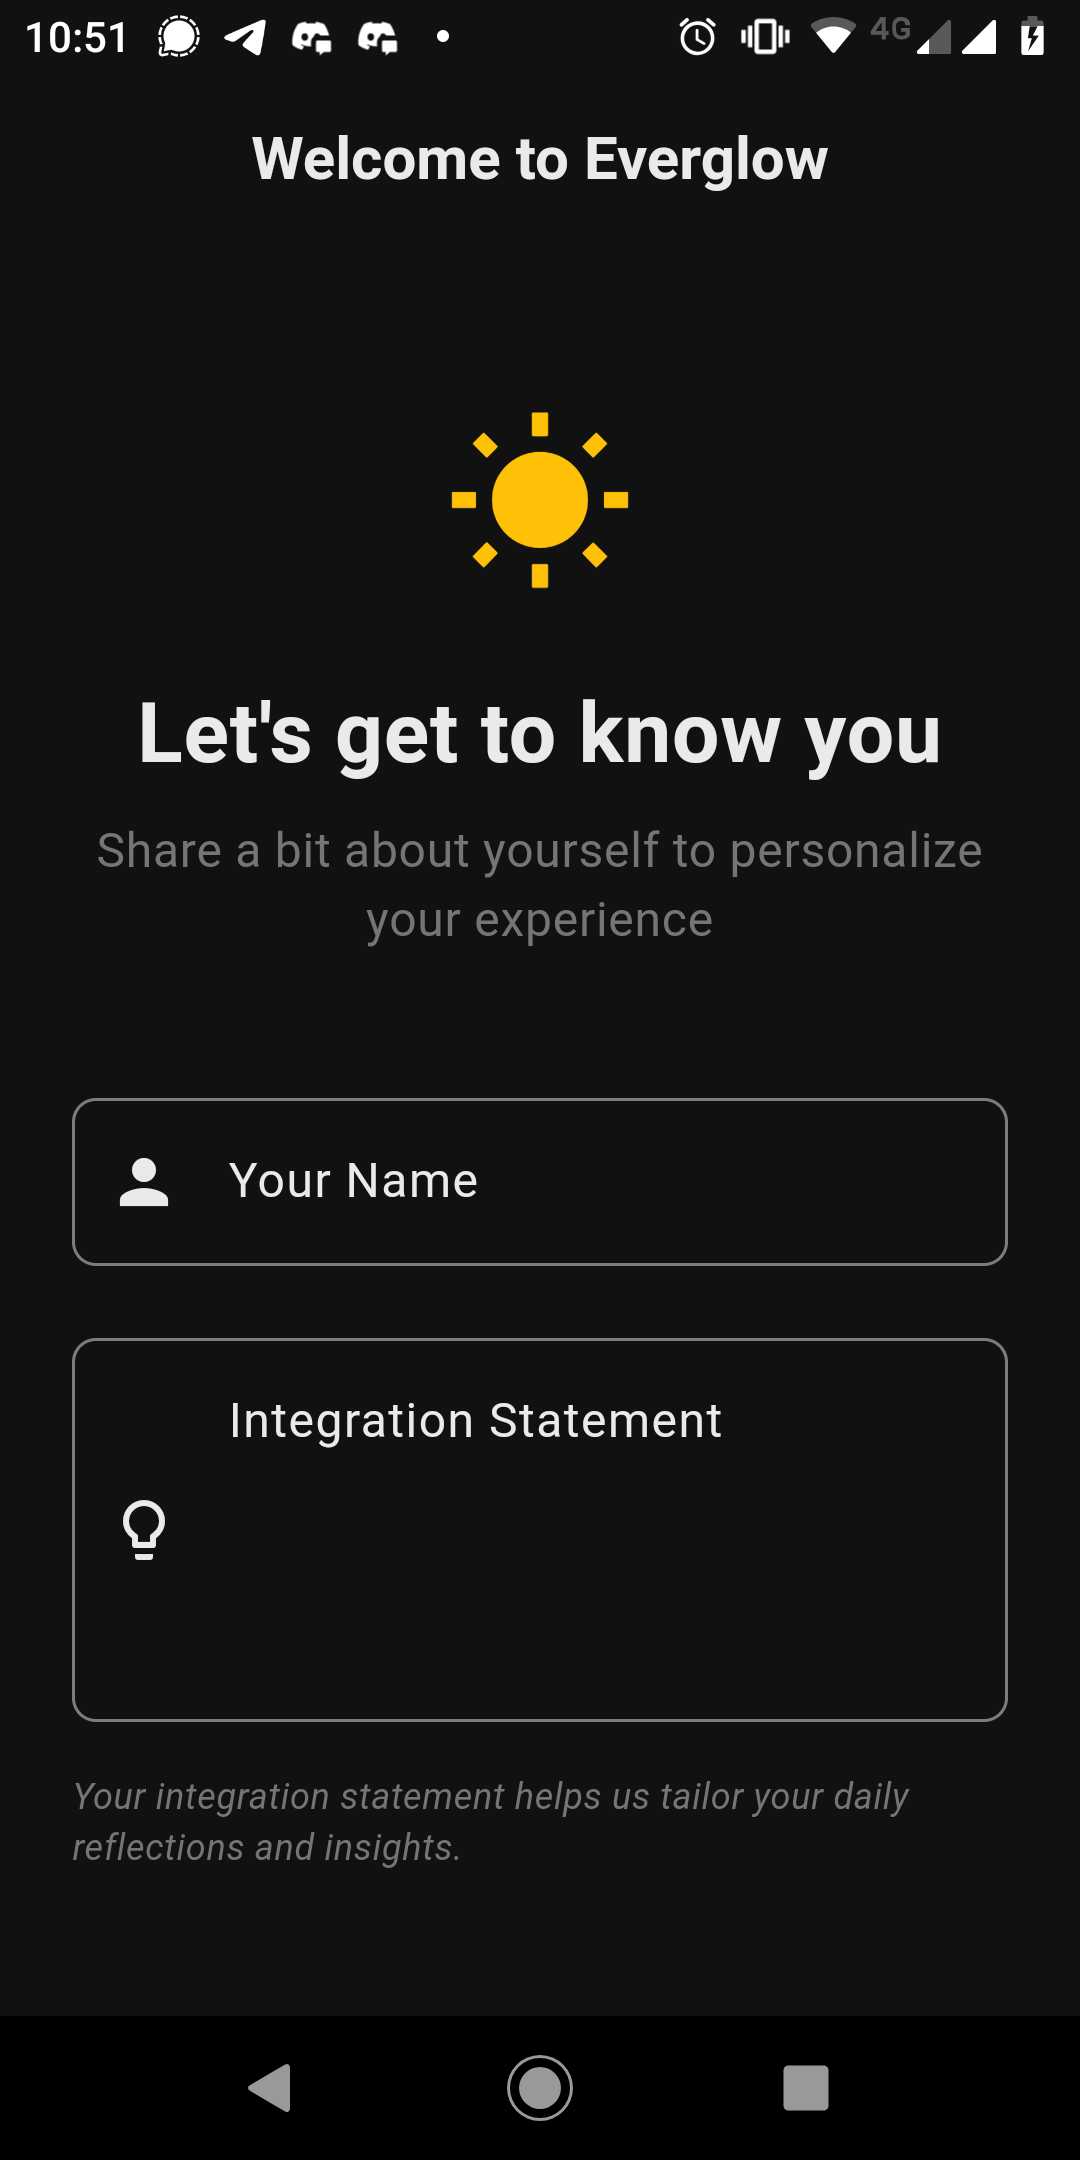 10:51
4G
Welcome to Everglow
Let's get to know you
Share a bit about yourself to personalize
your experience
Your Name
Integration Statement
Your integration statement helps us tailor your daily
reflections and insights.